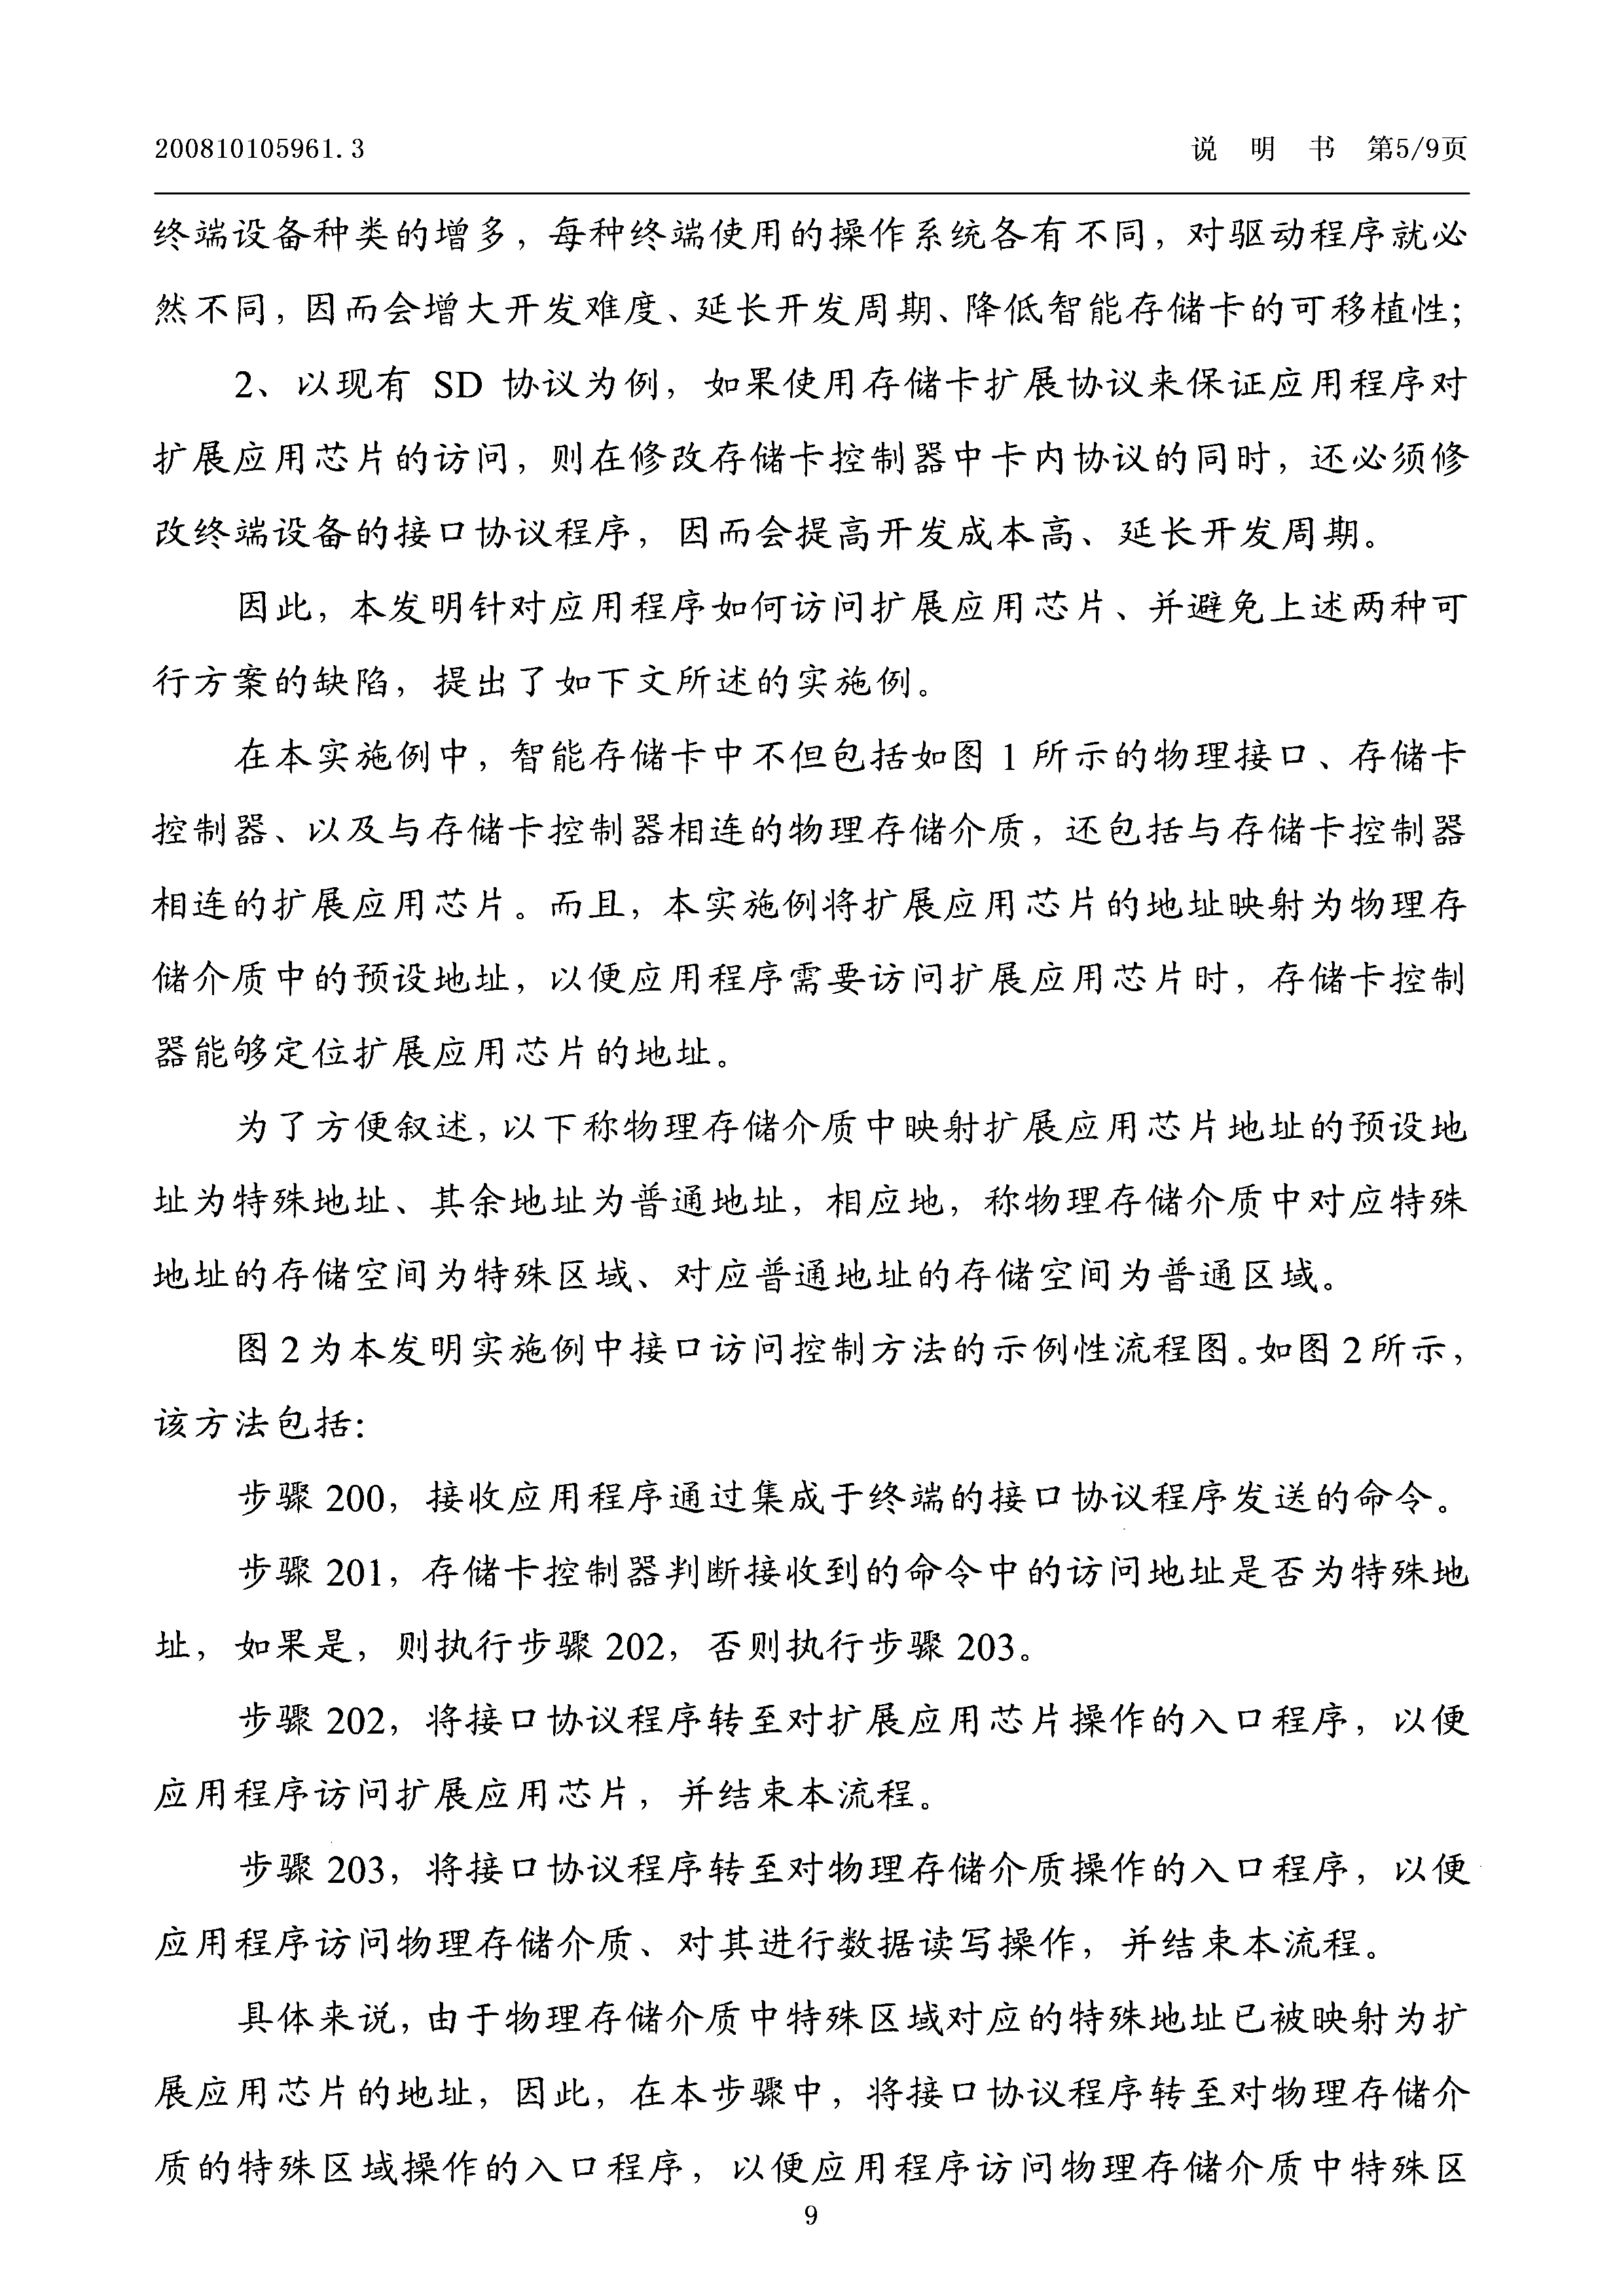 200810105961.3 说 明 书 第5/9页
终端设备种类的增多，每种终端使用的操作系统各有不同，对驱动程序就必
然不同，因而会增大开发难度、延长开发周期、降低智能存储卡的可移植性；
2、以现有 SD 协议为例，如果使用存储卡扩展协议来保证应用程序对
扩展应用芯片的访问，则在修改存储卡控制器中卡内协议的同时，还必须修
改终端设备的接口协议程序，因而会提高开发成本高、延长开发周期。
因此，本发明针对应用程序如何访问扩展应用芯片、并避免上述两种可
行方案的缺陷，提出了如下文所述的实施例。
在本实施例中，智能存储卡中不但包括如图 1 所示的物理接口、存储卡
控制器、以及与存储卡控制器相连的物理存储介质，还包括与存储卡控制器
相连的扩展应用芯片。而且，本实施例将扩展应用芯片的地址映射为物理存
储介质中的预设地址，以便应用程序需要访问扩展应用芯片时，存储卡控制
器能够定位扩展应用芯片的地址。
为了方便叙述，以下称物理存储介质中映射扩展应用芯片地址的预设地
址为特殊地址、其余地址为普通地址，相应地，称物理存储介质中对应特殊
地址的存储空间为特殊区域、对应普通地址的存储空间为普通区域。
图 2 为本发明实施例中接口访问控制方法的示例性流程图。如图 2 所示，
该方法包括：
步骤 200，接收应用程序通过集成于终端的接口协议程序发送的命令。
步骤 201，存储卡控制器判断接收到的命令中的访问地址是否为特殊地
址，如果是，则执行步骤 202，否则执行步骤 203。
步骤 202，将接口协议程序转至对扩展应用芯片操作的入口程序，以便
应用程序访问扩展应用芯片，并结束本流程。
步骤 203，将接口协议程序转至对物理存储介质操作的入口程序，以便
应用程序访问物理存储介质、对其进行数据读写操作，并结束本流程。
具体来说，由于物理存储介质中特殊区域对应的特殊地址已被映射为扩
展应用芯片的地址，因此，在本步骤中，将接口协议程序转至对物理存储介
质的特殊区域操作的入口程序，以便应用程序访问物理存储介质中特殊区
9